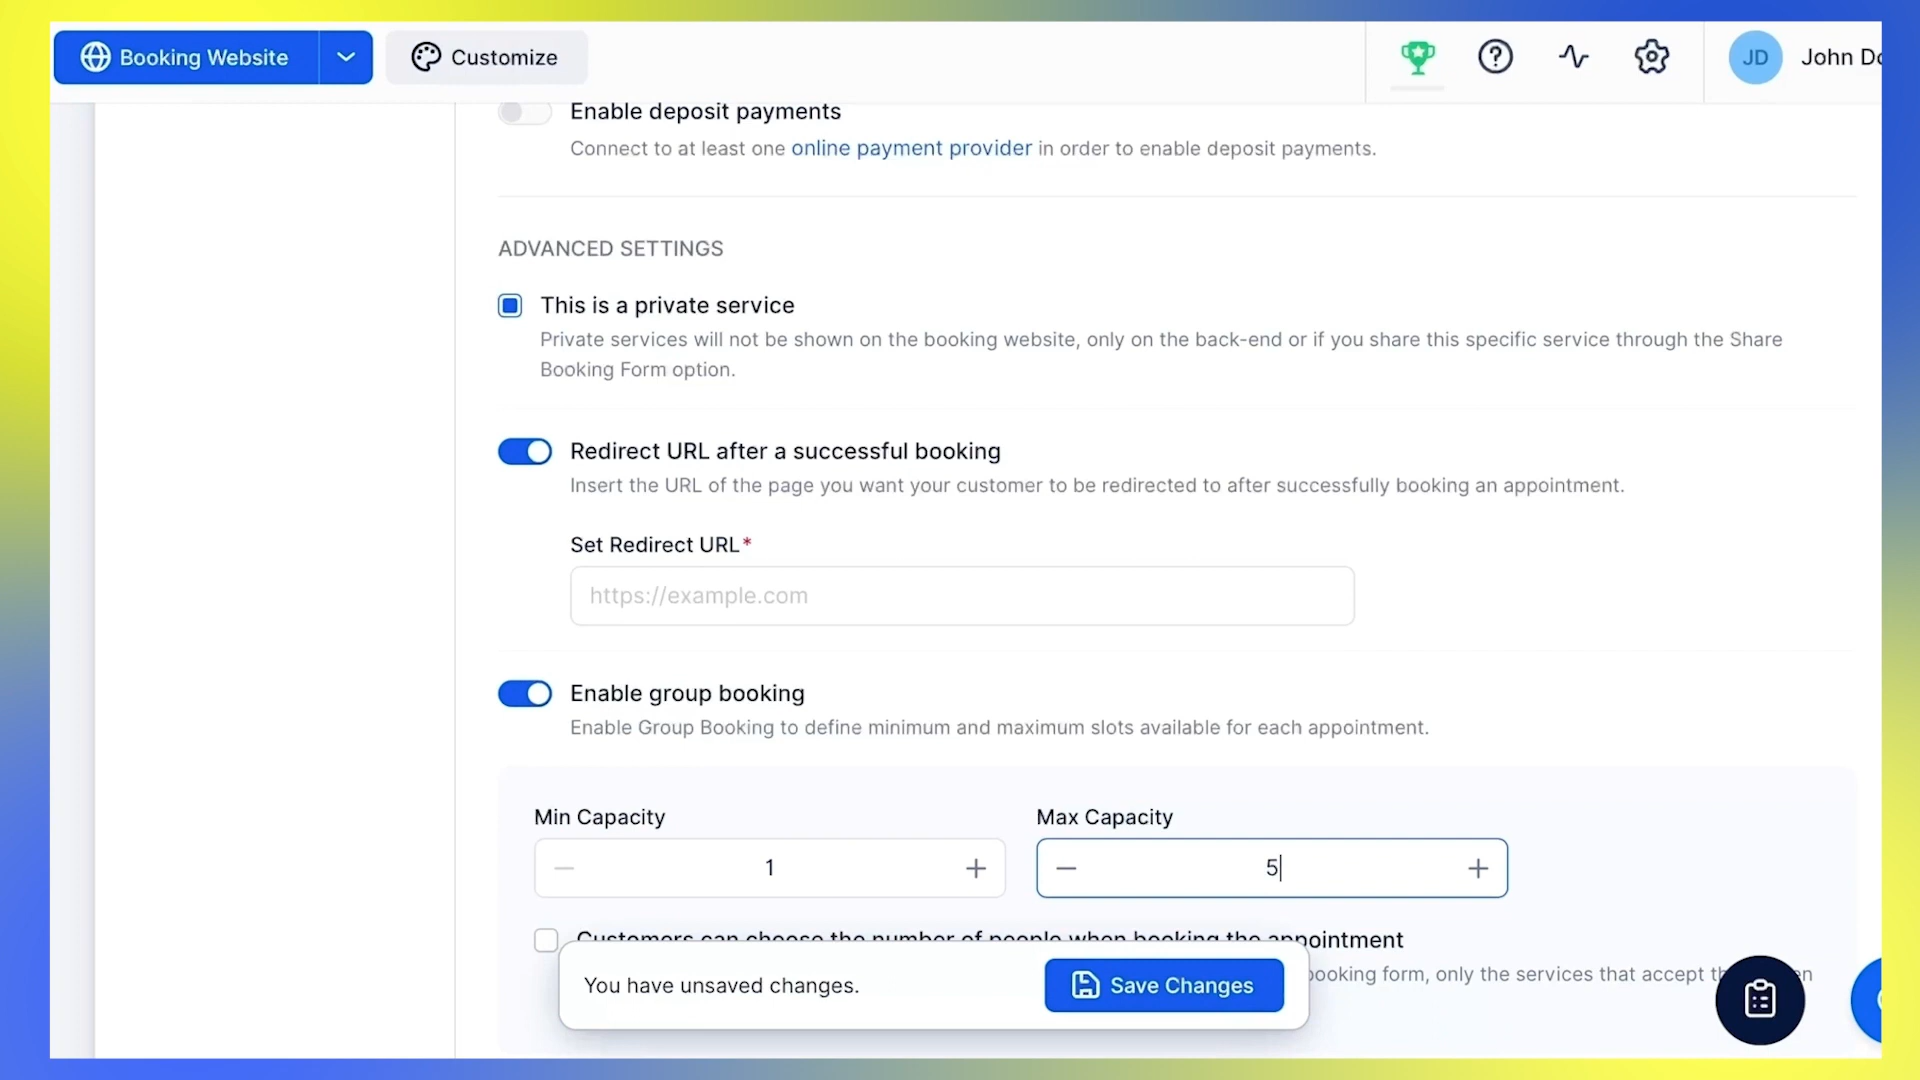 Booking Website
Customize
JD
John Do
Enable deposit payments
Connect to at least one online payment provider in order to enable deposit payments.
ADVANCED SETTINGS
This is a private service
Private services will not be shown on the booking website, only on the back-end or if you share this specific service through the Share
Booking Form option.
Redirect URL after a successful booking
Insert the URL of the page you want your customer to be redirected to after successfully booking an appointment.
Set Redirect URL*
https://example.com
Enable group booking
Enable Group Booking to define minimum and maximum slots available for each appointment.
Min Capacity
Max Capacity
1
5
Customers can choose the number of people when booking the appointment
booking form, only the services that accept
You have unsaved changes.
Save Changes